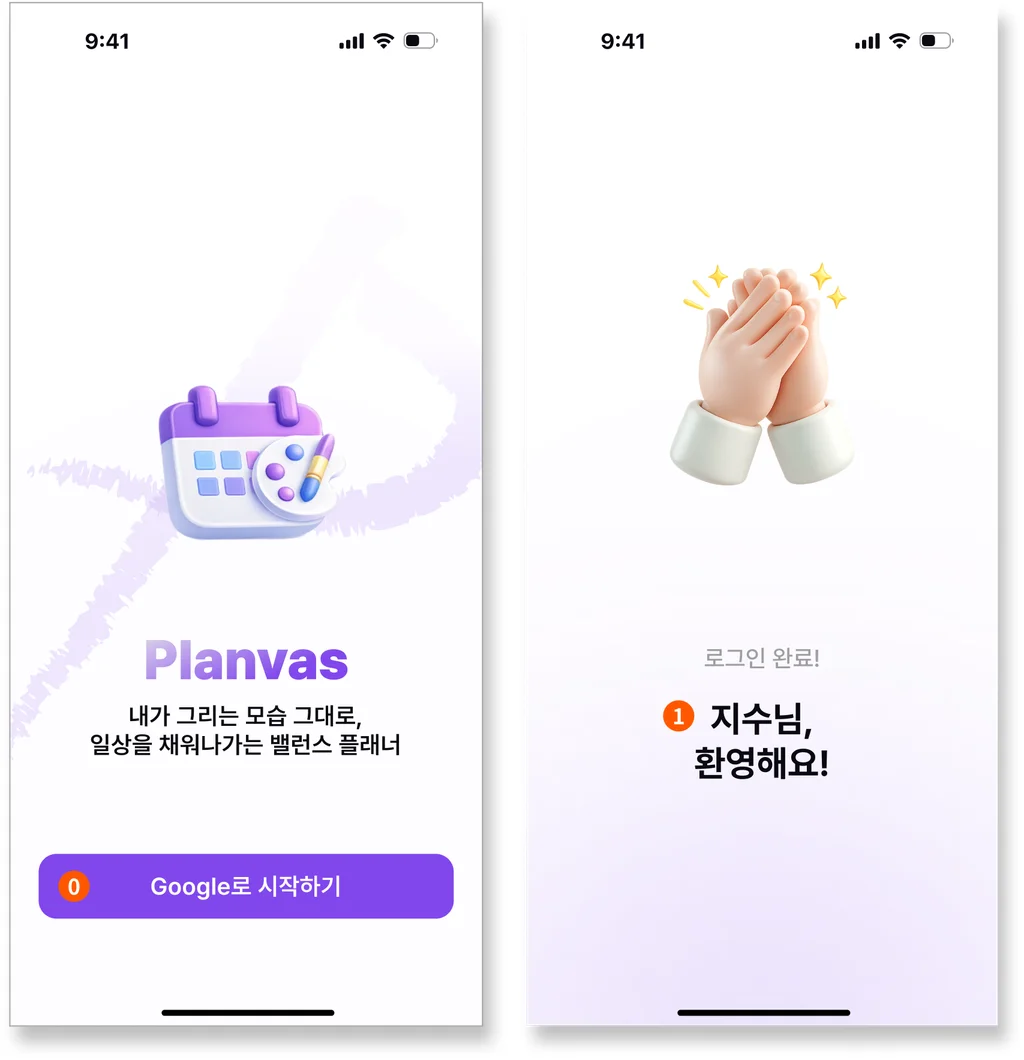 9:41
Planvas
내가 그리는 모습 그대로,
일상을 채워나가는 밸런스 플래너
0 Google로 시작하기
9:41
로그인 완료!
1 지수님,
환영해요!